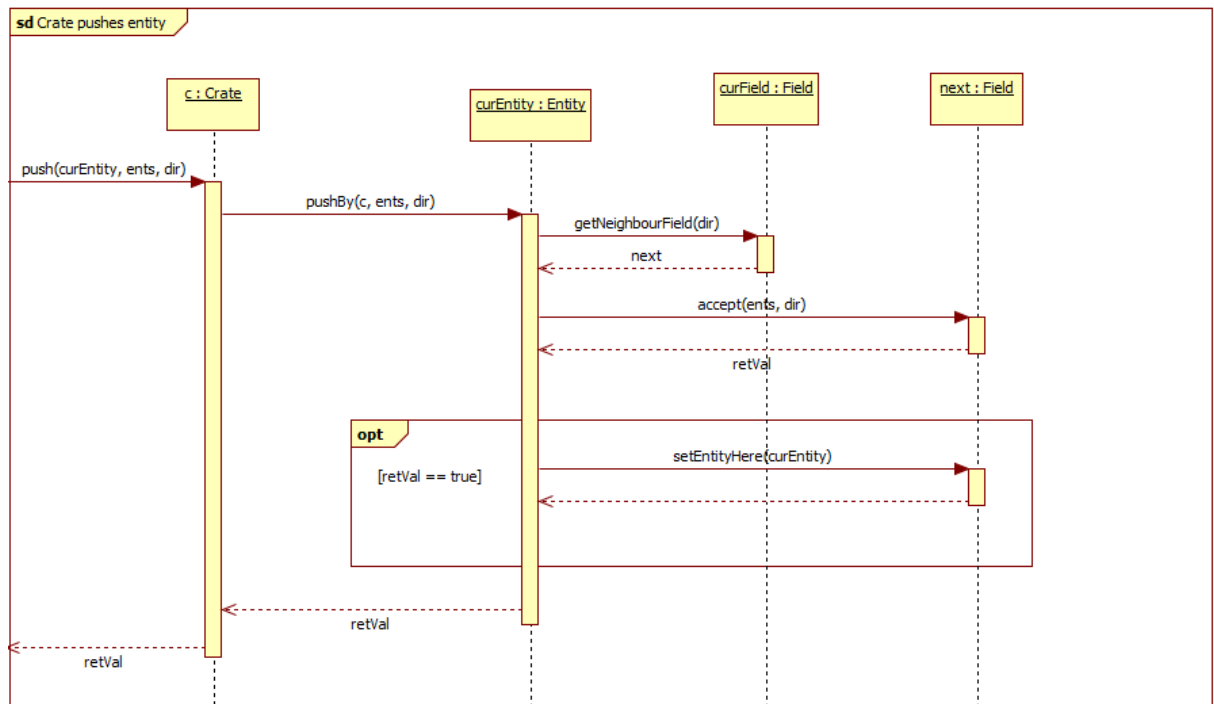 sd Crate pushes entity
c : Crate
curEntity : Entity
curField : Field
next : Field
push(curEntity, ents, dir)
pushBy(c, ents, dir)
getNeighbourField(dir)
next
accept(ents, dir)
retVal
opt
[retVal == true]
setEntityHere(curEntity)
retVal
retVal